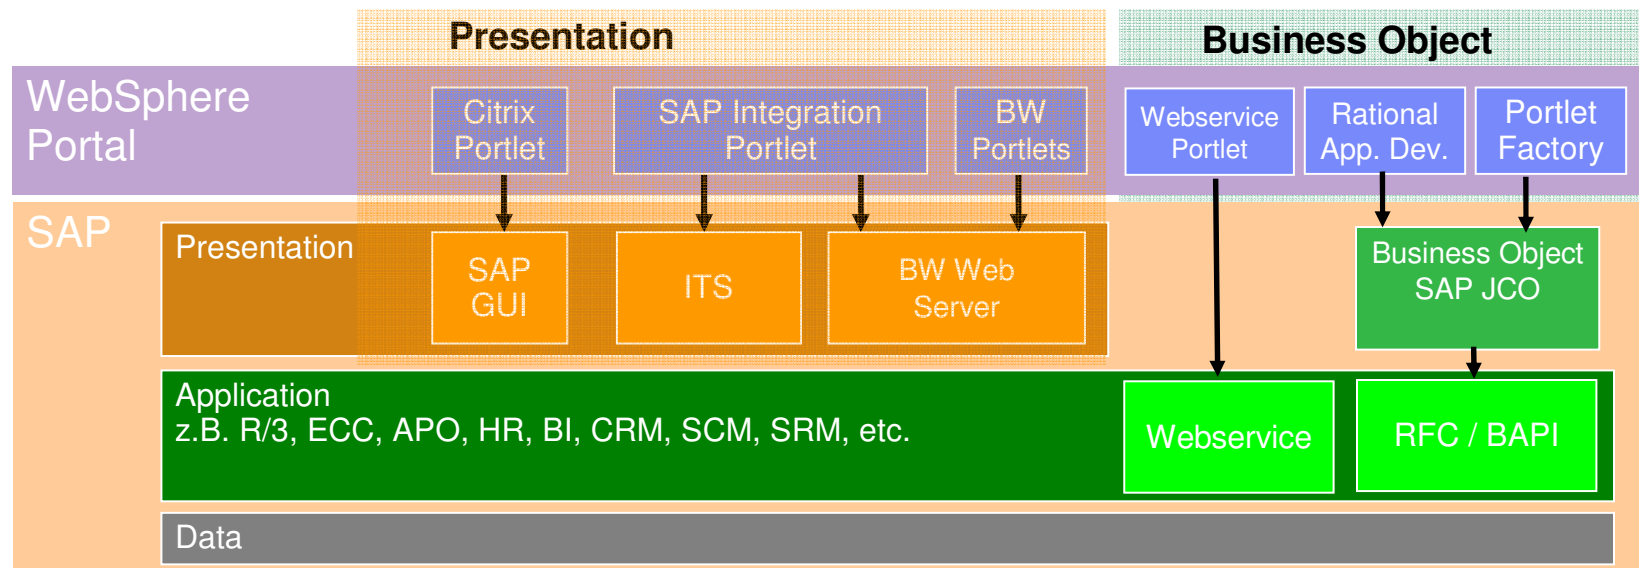 Presentation
Business Object
WebSphere
Portal
Citrix
Portlet
SAP Integration
Portlet
BW
Portlets
Webservice
Portlet
Rational
App. Dev.
Portlet
Factory
SAP
Presentation
SAP
GUI
ITS
BW Web
Server
Business Object
SAP JCO
Application
z.B. R/3, ECC, APO, HR, BI, CRM, SCM, SRM, etc.
Webservice
RFC / BAPI
Data